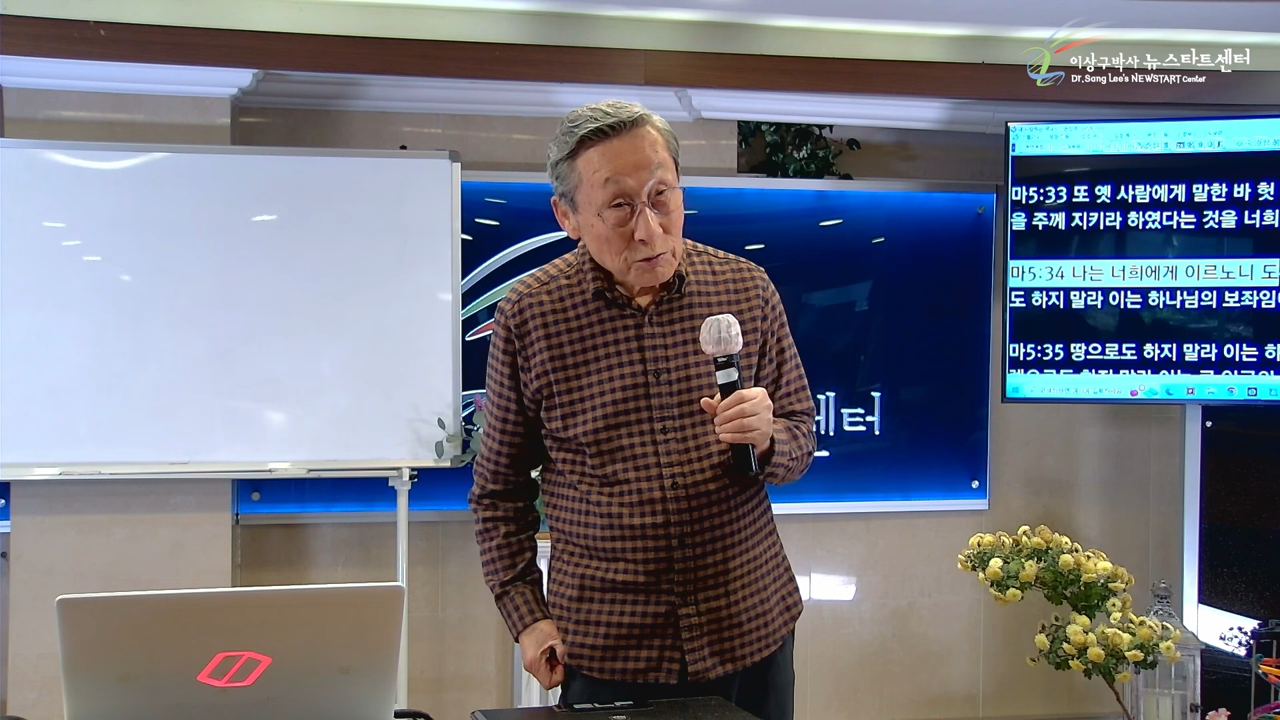 이상구박사 뉴스타트센터
Dr. Sang Lee's NEWSTART Center
마5:33 또 옛 사람에게 말한 바 헛
을 주께 지키라 하였다는 것을 너희
마5:34 나는 너희에게 이르노니 도
도 하지 말라 이는 하나님의 보좌임
마5:35 땅으로도 하지 말라 이는 하
센터